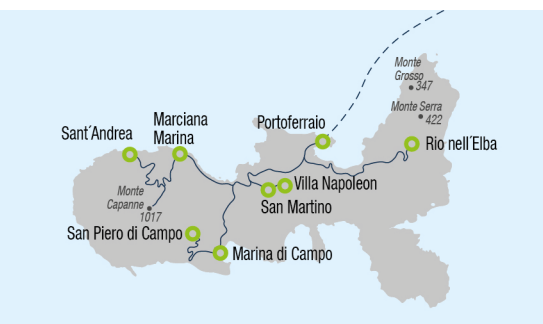 Monte
Grosso
347
Monte Serra
422
Portoferraio
Marciana
Marina
Sant´Andrea
Rio nell´Elba
Villa Napoleon
San Martino
Monte
Capanne
1017
San Piero di Campo
Marina di Campo